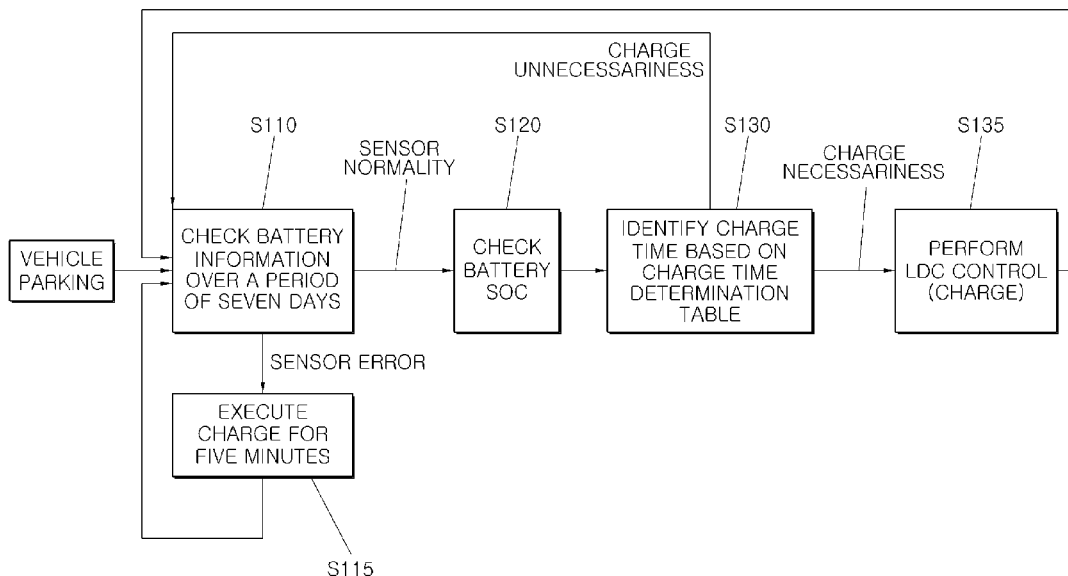 CHARGE
UNNECESSARINESS
S110
S120
S130
S135
SENSOR
NORMALITY
CHARGE
NECESSARINESS
VEHICLE
PARKING
CHECK BATTERY
INFORMATION
OVER A PERIOD
OF SEVEN DAYS
CHECK
BATTERY
SOC
IDENTIFY CHARGE
TIME BASED ON
CHARGE TIME
DETERMINATION
TABLE
PERFORM
LDC CONTROL
(CHARGE)
SENSOR ERROR
EXECUTE
CHARGE FOR
FIVE MINUTES
S115